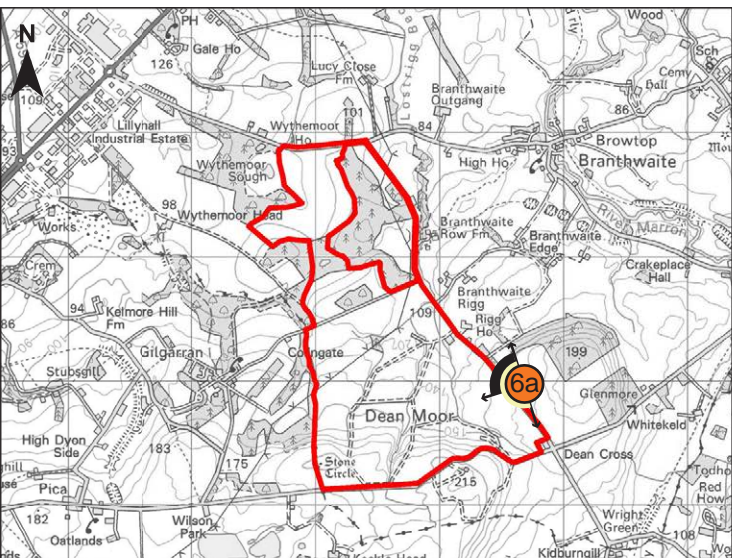 N
PH
Gale Ho
126
Lucy Close
Fm
Lostrigg Beck
Wood
Sch
Cemy
Hall
109
Lillyhall
Industrial Estate
Wythemoor
Ho
101
84
Branthwaite
Outgang
86
Browtop
Branthwaite
High Ho
Wythemoor
Sough
98
Wythemoor Head
Works
Crem
Branthwaite
Row Fm
Branthwaite
Edge
River Marron
Crakeplace
Hall
86
94
Kelmore Hill
Fm
Branthwaite
Rigg
109
Rigg
Ho
Gilgarran
Stubsgill
199
6a
Glenmore
Whitekeld
Dean Moor
High Dyon
Side
183
175
Stone
Circle
215
Dean Cross
Pica
182
Oatlands
Wilson
Park
Wright
Green
108
Red
How
Kidburngill